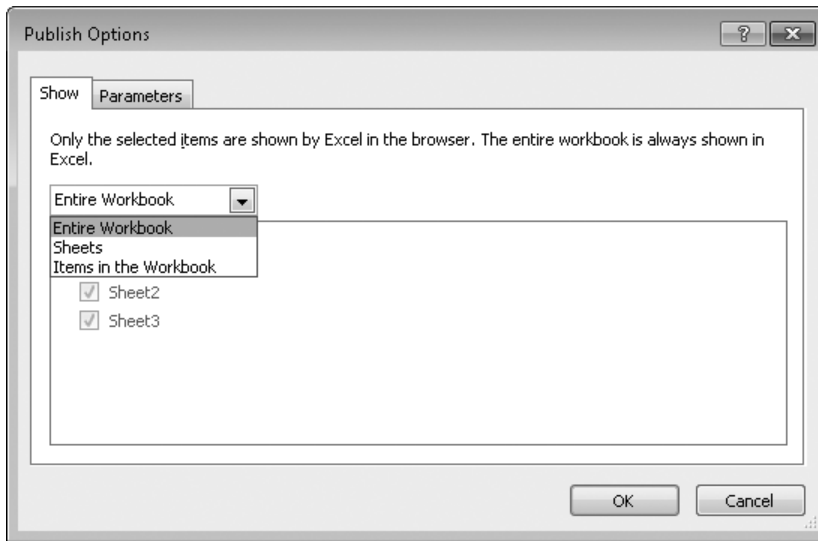 Publish Options
Show
Parameters
Only the selected items are shown by Excel in the browser. The entire workbook is always shown in
Excel.
Entire Workbook
Entire Workbook
Sheets
Items in the Workbook
Sheet2
Sheet3
OK
Cancel